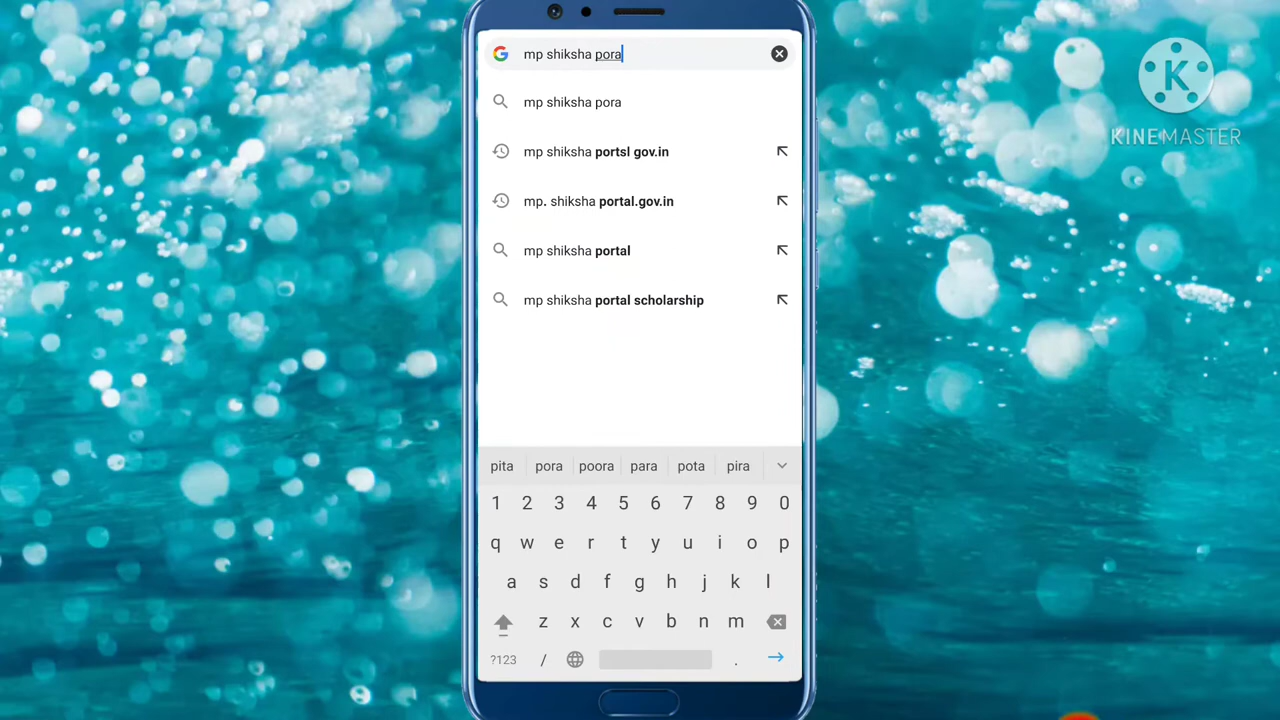 mp shiksha pora
KINEMASTER
mp shiksha pora
mp shiksha portsl gov.in
mp. shiksha portal.gov.in
mp shiksha portal
mp shiksha portal scholarship
pita pora poora para pota pira
1 2 3 4 5 6 7 8 9 0
q w e r t y u i o p
a s d f g h j k l
z x c v b n m
?123 / .